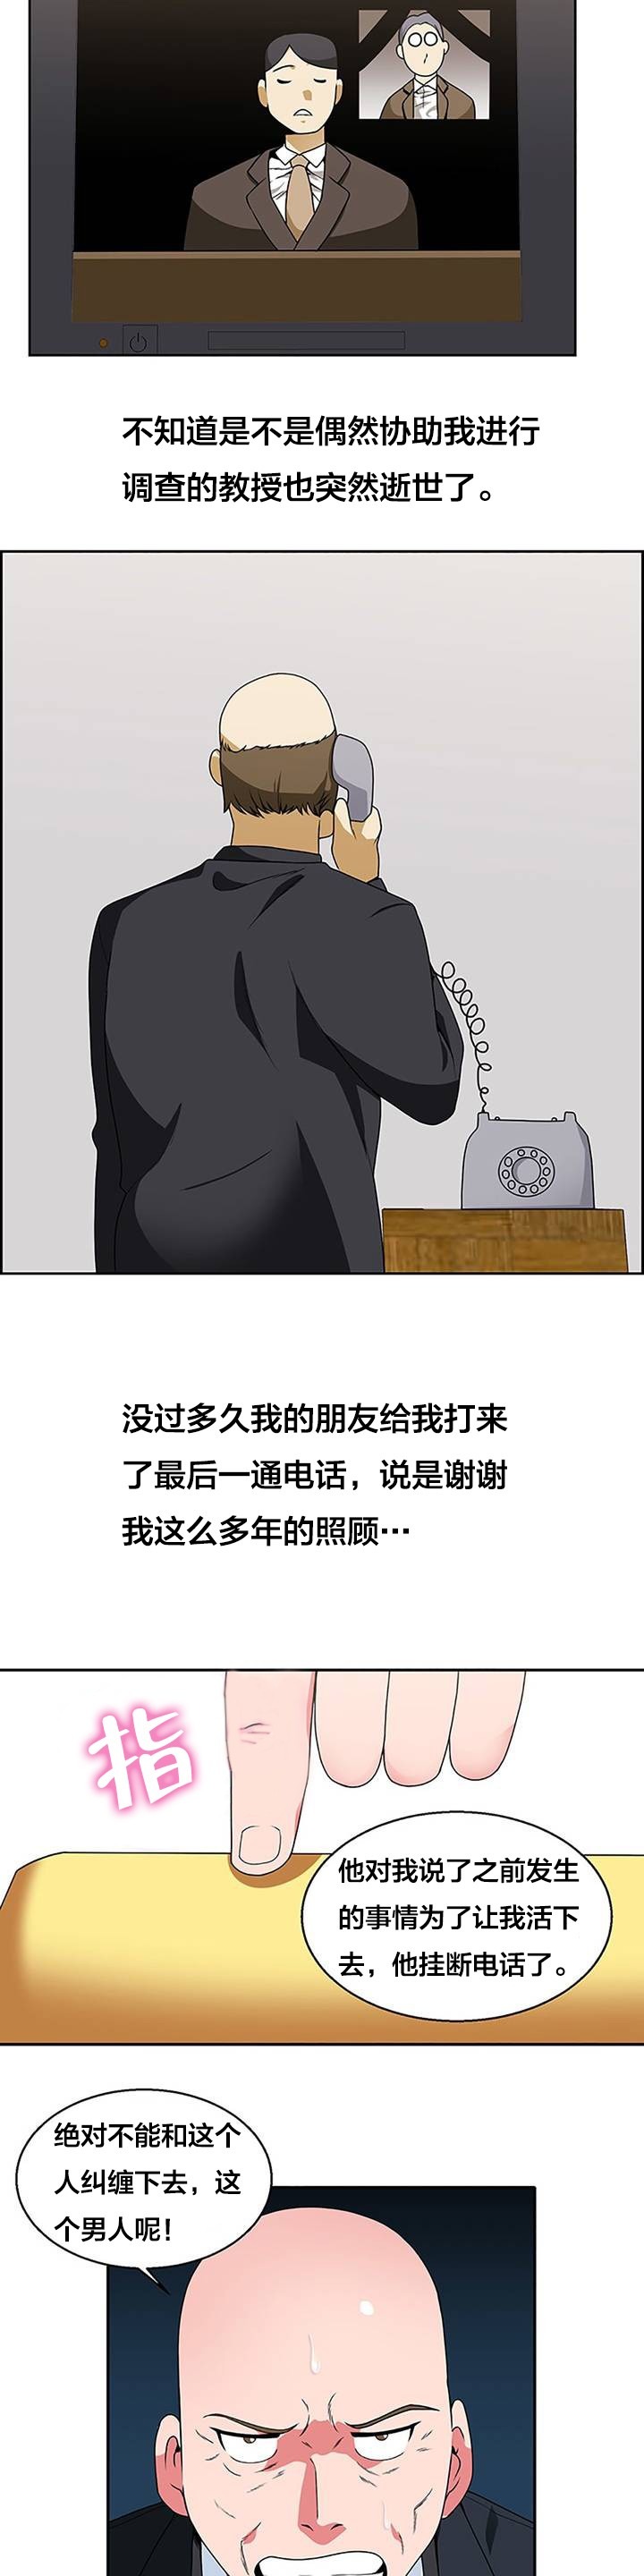 不知道是不是偶然协助我进行
调查的教授也突然逝世了。
没过多久我的朋友给我打来
了最后一通电话，说是谢谢
我这么多年的照顾…
指
他对我说了之前发生
的事情为了让我活下
去，他挂断电话了。
绝对不能和这个
人纠缠下去，这
个男人呢！